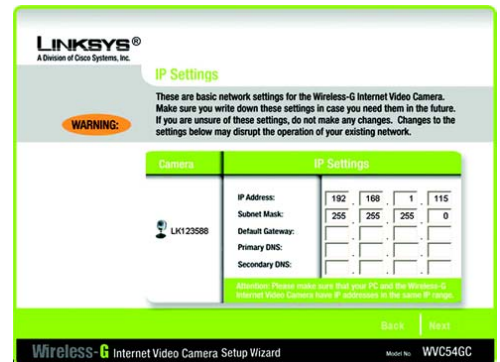 LINKSYS®
A Division of Cisco Systems, Inc.
IP Settings
WARNING:
These are basic network settings for the Wireless-G Internet Video Camera.
Make sure you write down these settings in case you need them in the future.
If you are unsure of these settings, do not make any changes. Changes to the
settings below may disrupt the operation of your existing network.
Camera
IP Settings
LK123588
IP Address: 192 . 168 . 1 . 115
Subnet Mask: 255 . 255 . 255 . 0
Default Gateway: . . .
Primary DNS: . . .
Secondary DNS: . . .
Attention: Please make sure that your PC and the Wireless-G
Internet Video Camera have IP addresses in the same IP range.
Back Next
Wireless-G Internet Video Camera Setup Wizard
Model No. WVC54GC